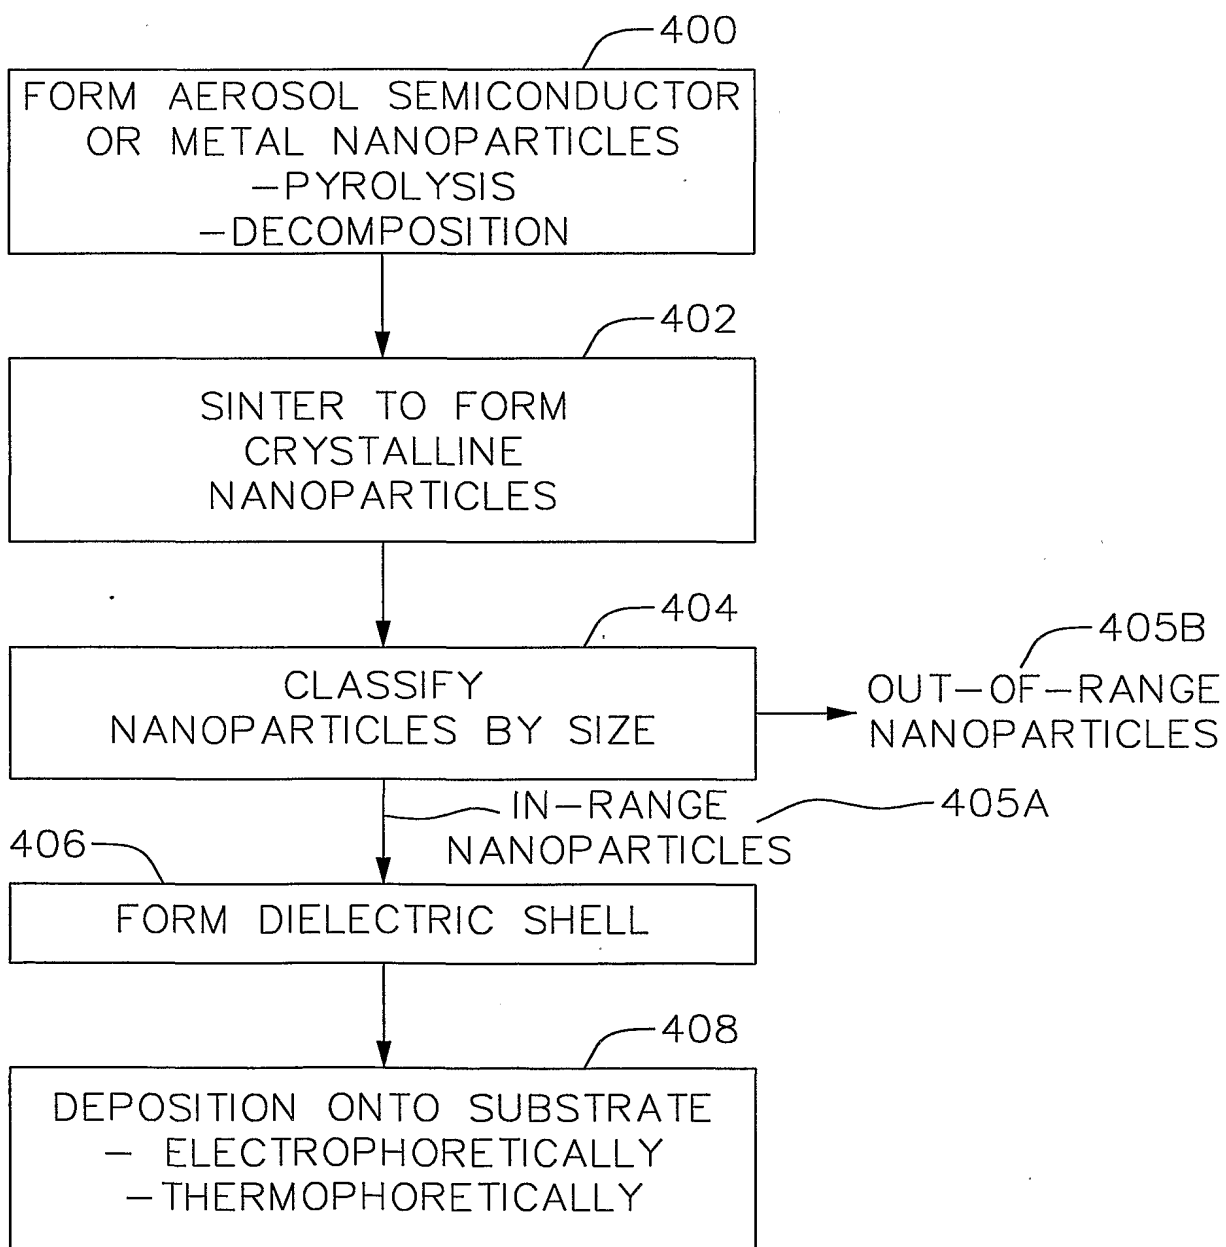 400
FORM AEROSOL SEMICONDUCTOR
OR METAL NANOPARTICLES
-PYROLYSIS
-DECOMPOSITION
402
SINTER TO FORM
CRYSTALLINE
NANOPARTICLES
404
CLASSIFY
NANOPARTICLES BY SIZE
405B
OUT-OF-RANGE
NANOPARTICLES
IN-RANGE
NANOPARTICLES
405A
406
FORM DIELECTRIC SHELL
408
DEPOSITION ONTO SUBSTRATE
- ELECTROPHORETICALLY
-THERMOPHORETICALLY